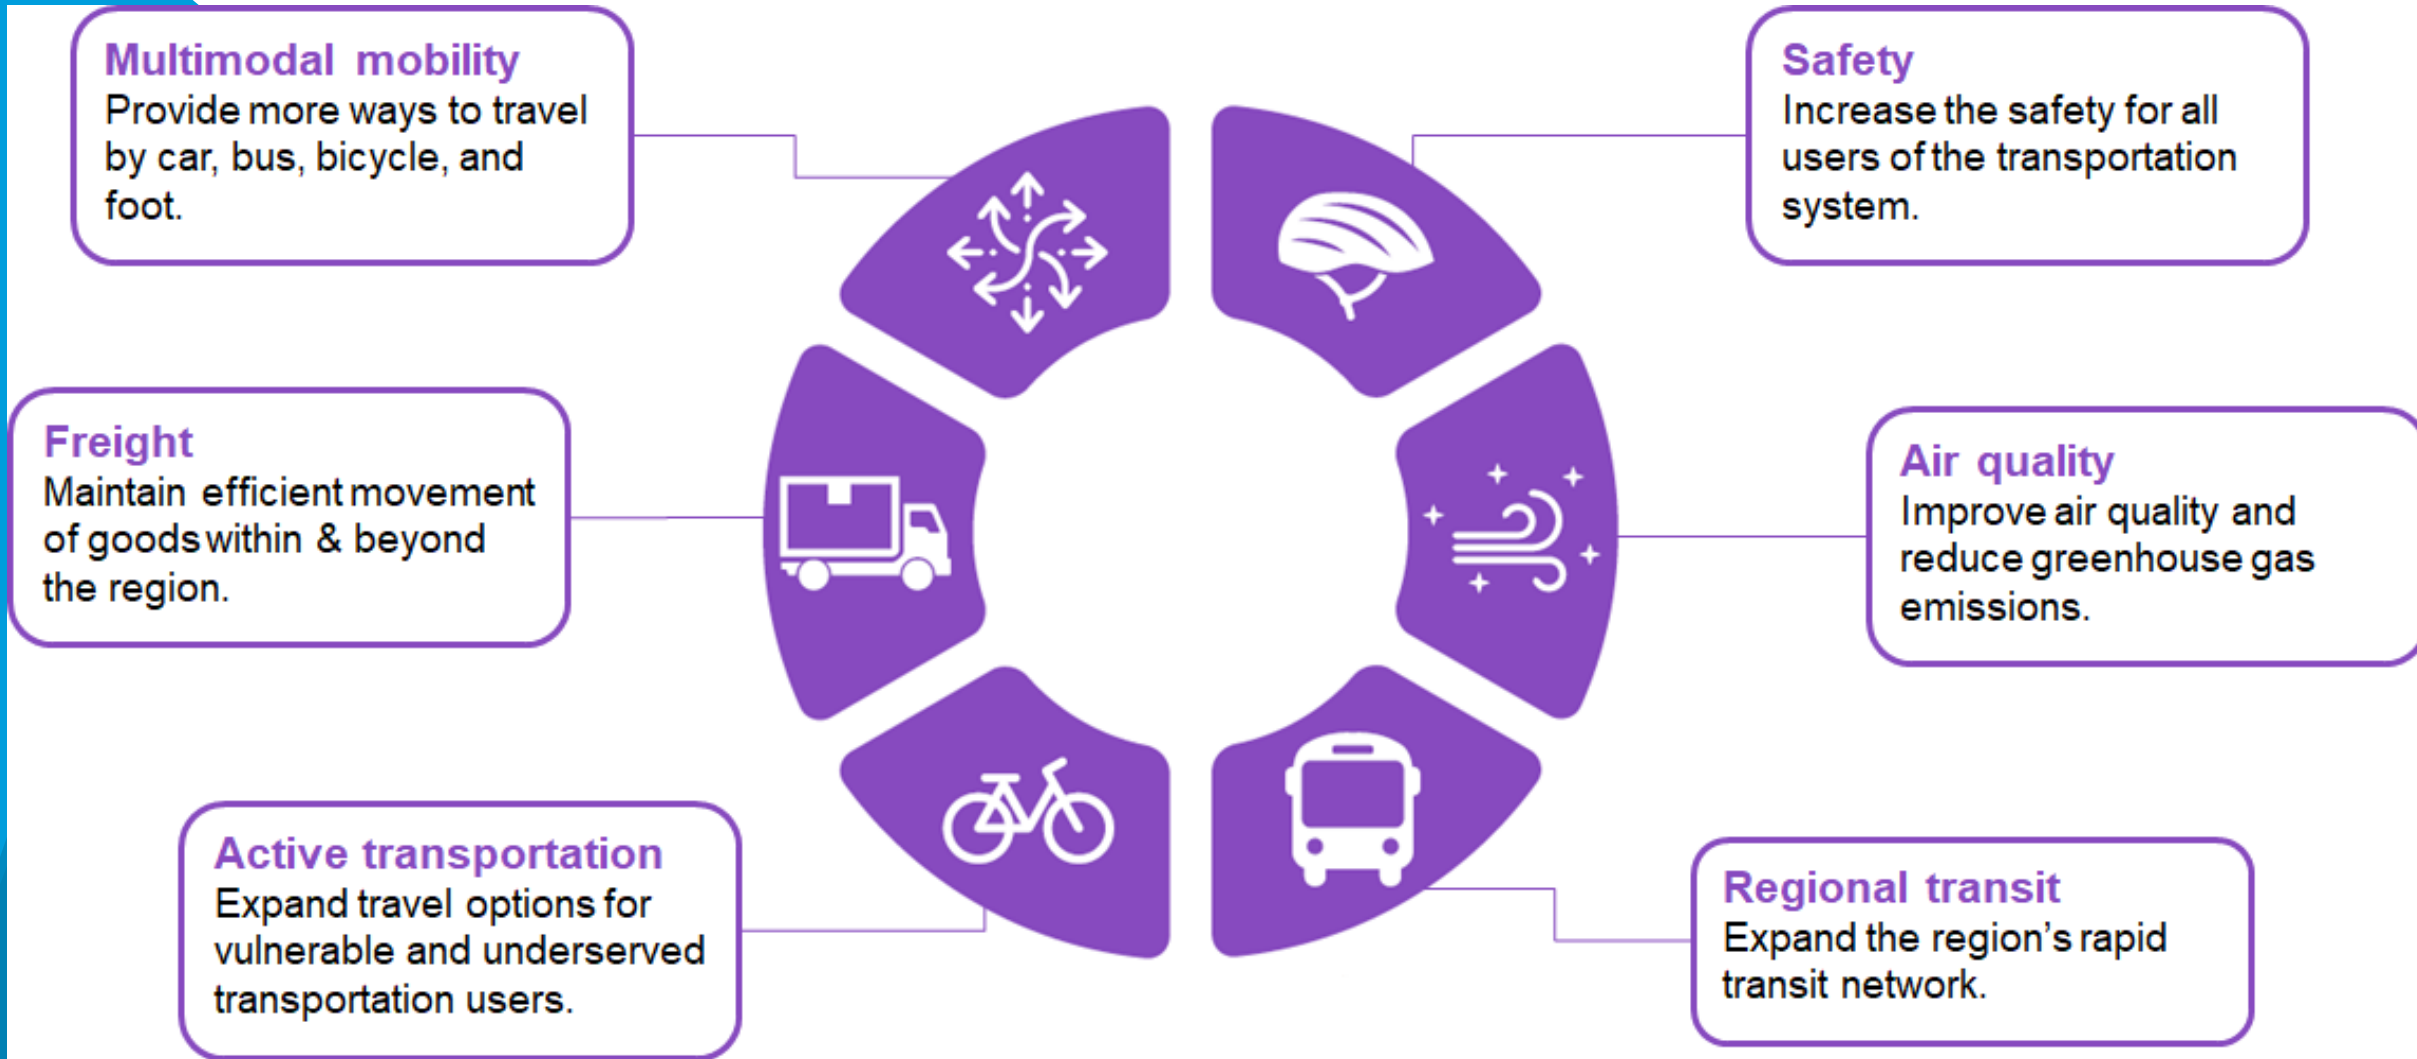 Multimodal mobility
Provide more ways to travel
by car, bus, bicycle, and
foot.
Safety
Increase the safety for all
users of the transportation
system.
Freight
Maintain efficient movement
of goods within & beyond
the region.
Air quality
Improve air quality and
reduce greenhouse gas
emissions.
Active transportation
Expand travel options for
vulnerable and underserved
transportation users.
Regional transit
Expand the region’s rapid
transit network.